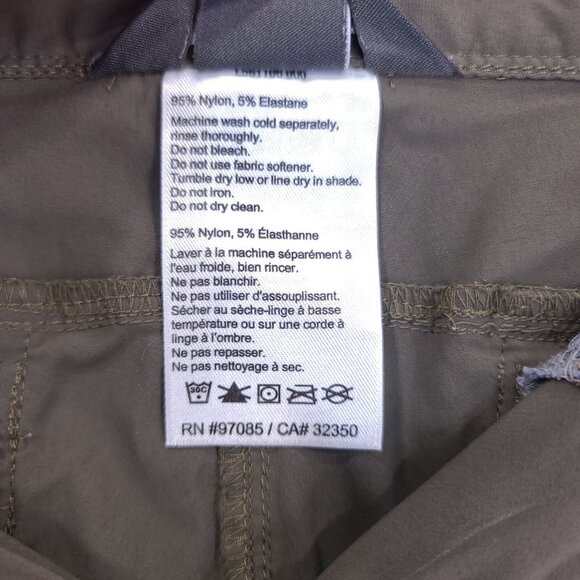 95% Nylon, 5% Elastane
Machine wash cold separately,
rinse thoroughly.
Do not bleach.
Do not use fabric softener.
Tumble dry low or line dry in shade.
Do not iron.
Do not dry clean.
95% Nylon, 5% Élasthanne
Laver à la machine séparément à
l'eau froide, bien rincer.
Ne pas blanchir.
Ne pas utiliser d'assouplissant.
Sécher au sèche-linge à basse
température ou sur une corde à
linge à l'ombre.
Ne pas repasser.
Ne pas nettoyage à sec.
30C
RN #97085 / CA# 32350